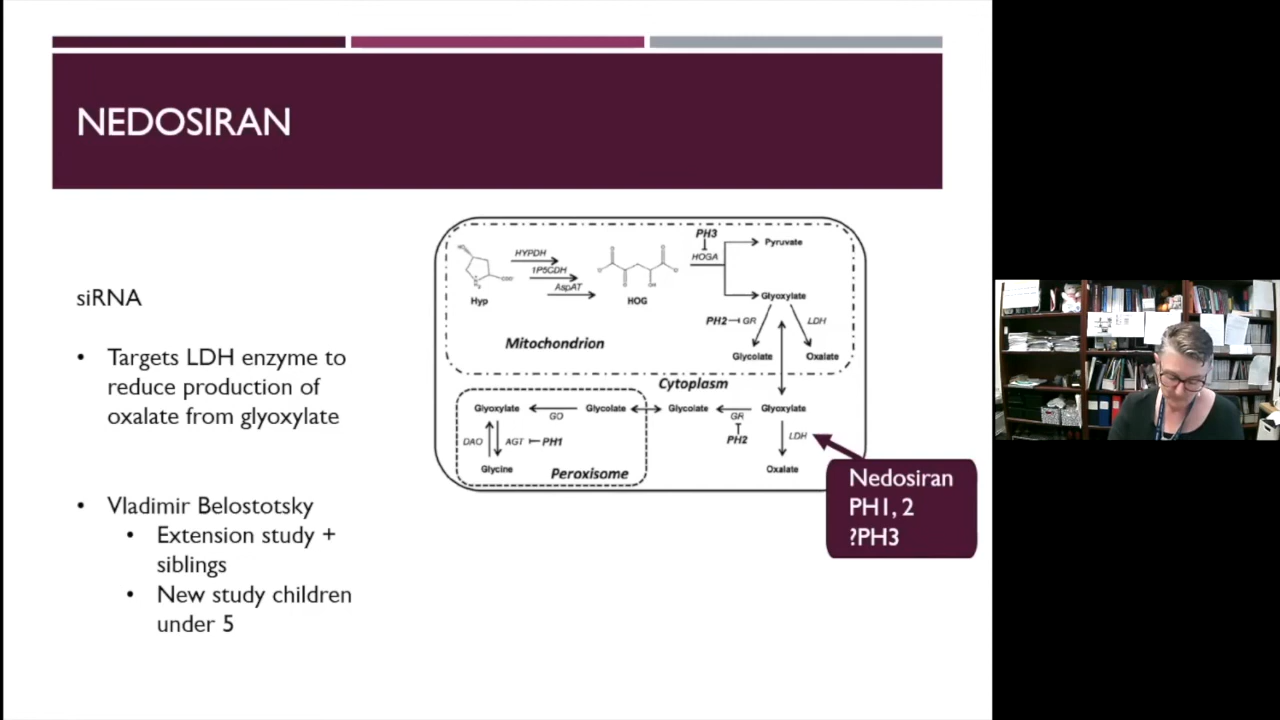 NEDOSIRAN
siRNA
• Targets LDH enzyme to
reduce production of
oxalate from glyoxylate
• Vladimir Belostotsky
• Extension study +
siblings
• New study children
under 5
PH3
HYPDH
HOGA
Pyruvate
1P5CDH
AspAT
Hyp
HOG
Glyoxylate
PH2
GR
LDH
Mitochondrion
Glycolate
Oxalate
Cytoplasm
Glyoxylate
GO
Glycolate
Glycolate
GR
Glyoxylate
DAO
AGT
PH1
PH2
LDH
Glycine
Peroxisome
Oxalate
Nedosiran
PH1, 2
?PH3